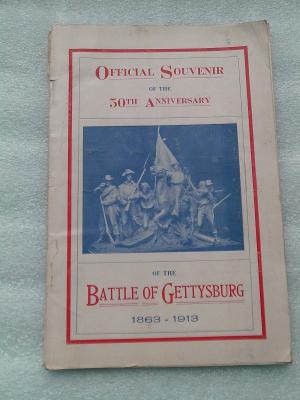 OFFICIAL SOUVENIR
OF THE
50TH ANNIVERSARY
OF THE
BATTLE OF GETTYSBURG
1863 - 1913